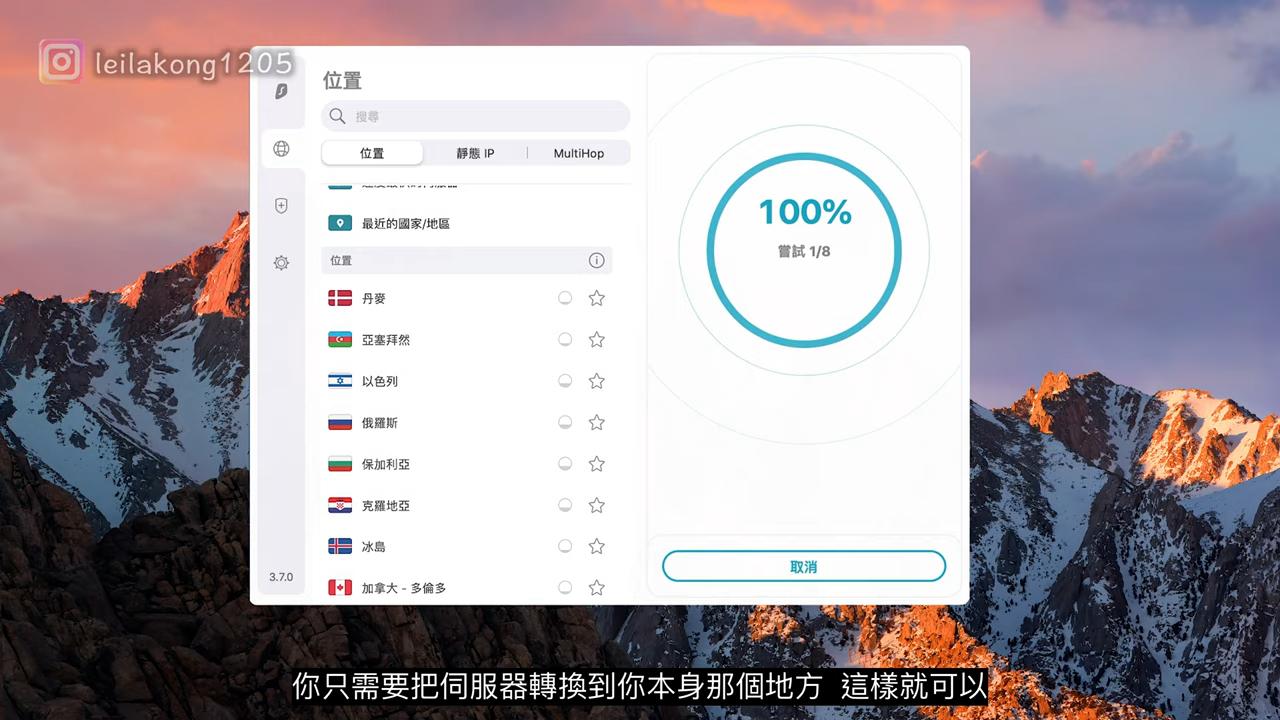 leilakong1205
位置
搜尋
位置
靜態 IP
MultiHop
最近的國家/地區
位置
丹麥
亞塞拜然
以色列
俄羅斯
保加利亞
克羅地亞
冰島
加拿大 - 多倫多
3.7.0
100%
嘗試 1/8
取消
你只需要把伺服器轉換到你本身那個地方 這樣就可以